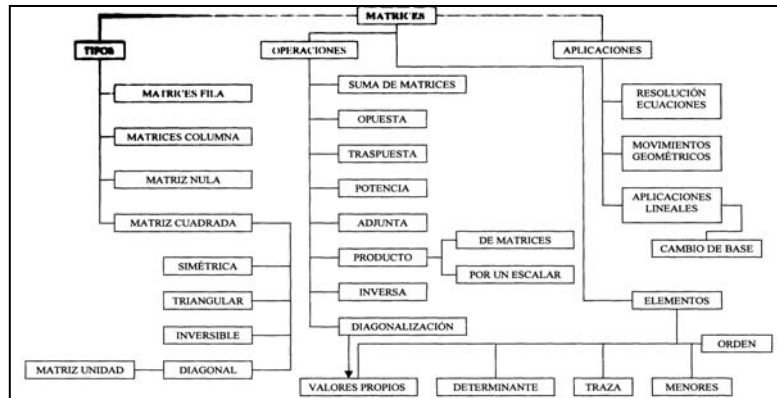 MATRICES
TIPOS
OPERACIONES
APLICACIONES
MATRICES FILA
MATRICES COLUMNA
MATRIZ NULA
MATRIZ CUADRADA
SIMÉTRICA
TRIANGULAR
INVERSIBLE
MATRIZ UNIDAD
DIAGONAL
SUMA DE MATRICES
OPUESTA
TRASPUESTA
POTENCIA
ADJUNTA
PRODUCTO
DE MATRICES
POR UN ESCALAR
INVERSA
DIAGONALIZACIÓN
RESOLUCIÓN
ECUACIONES
MOVIMIENTOS
GEOMÉTRICOS
APLICACIONES
LINEALES
CAMBIO DE BASE
ELEMENTOS
ORDEN
VALORES PROPIOS
DETERMINANTE
TRAZA
MENORES